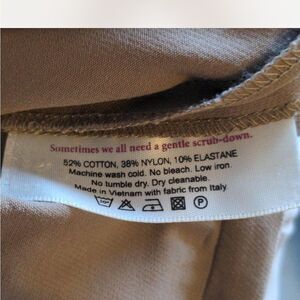 Sometimes we all need a gentle scrub-down.
52% COTTON, 38% NYLON, 10% ELASTANE
Machine wash cold. No bleach. Low iron.
No tumble dry. Dry cleanable.
Made in Vietnam with fabric from Italy
P